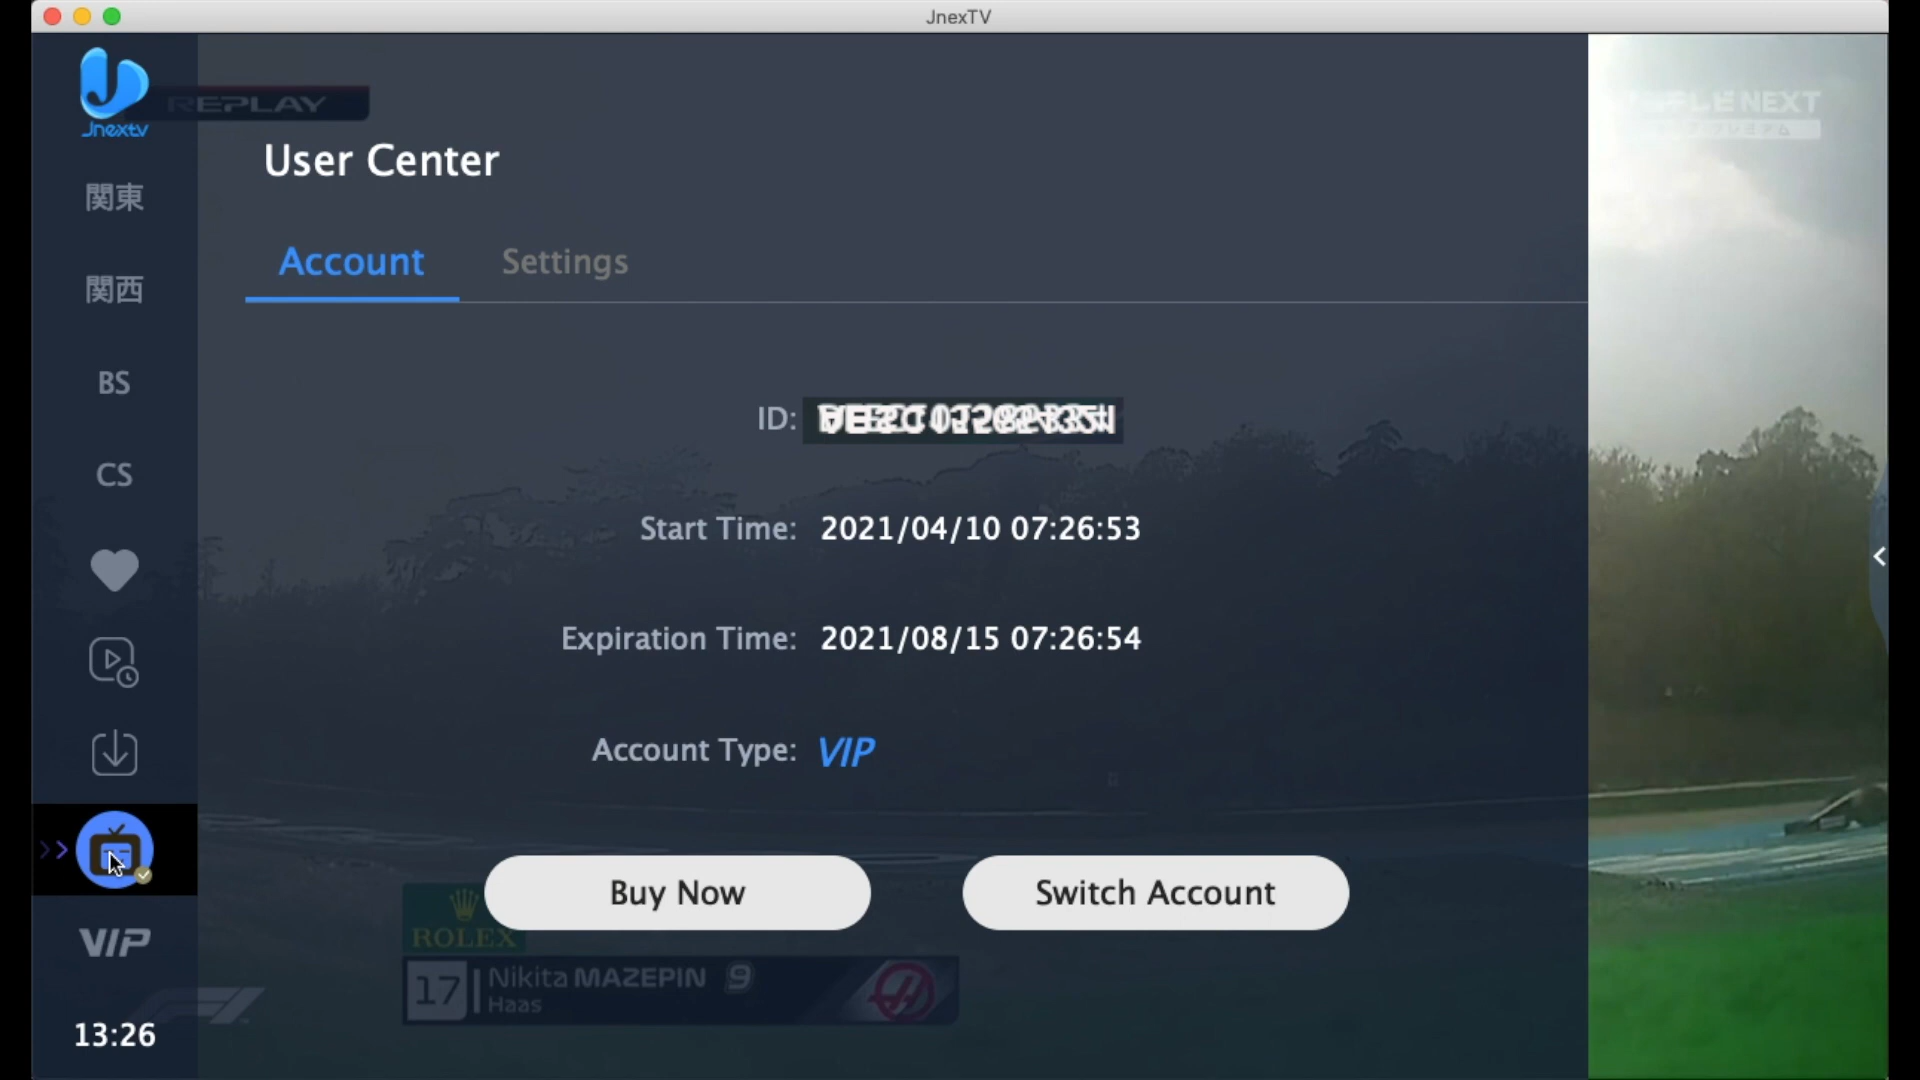 JnexTV
Jnextv
REPLAY
NEXT
User Center
関東
Account
Settings
関西
BS
ID:
CS
Start Time: 2021/04/10 07:26:53
Expiration Time: 2021/08/15 07:26:54
Account Type: VIP
Buy Now
Switch Account
ROLEX
VIP
17 Nikita MAZEPIN 9
Haas
13:26